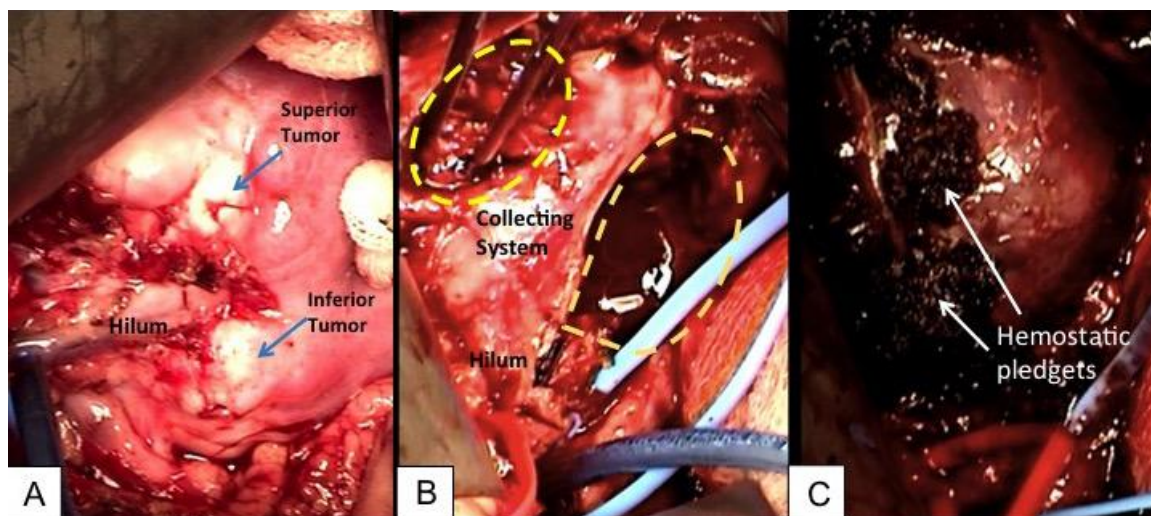 Superior
Tumor
Hilum
Inferior
Tumor
A
Collecting
System
Hilum
B
Hemostatic
pledgets
C